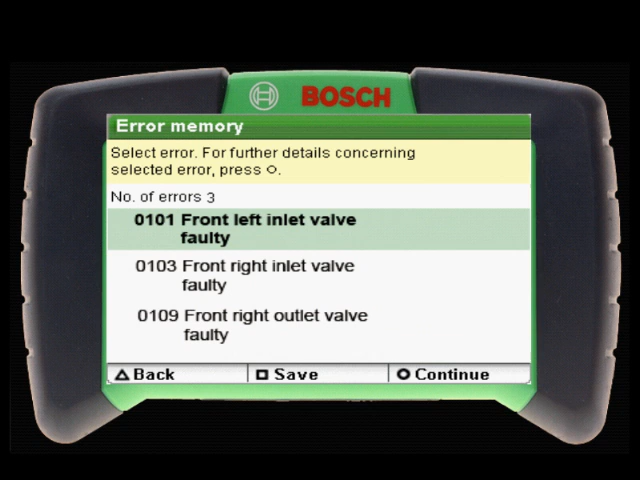 BOSCH
Error memory
Select error. For further details concerning
selected error, press O.
No. of errors 3
0101 Front left inlet valve
faulty
0103 Front right inlet valve
faulty
0109 Front right outlet valve
faulty
Back Save Continue